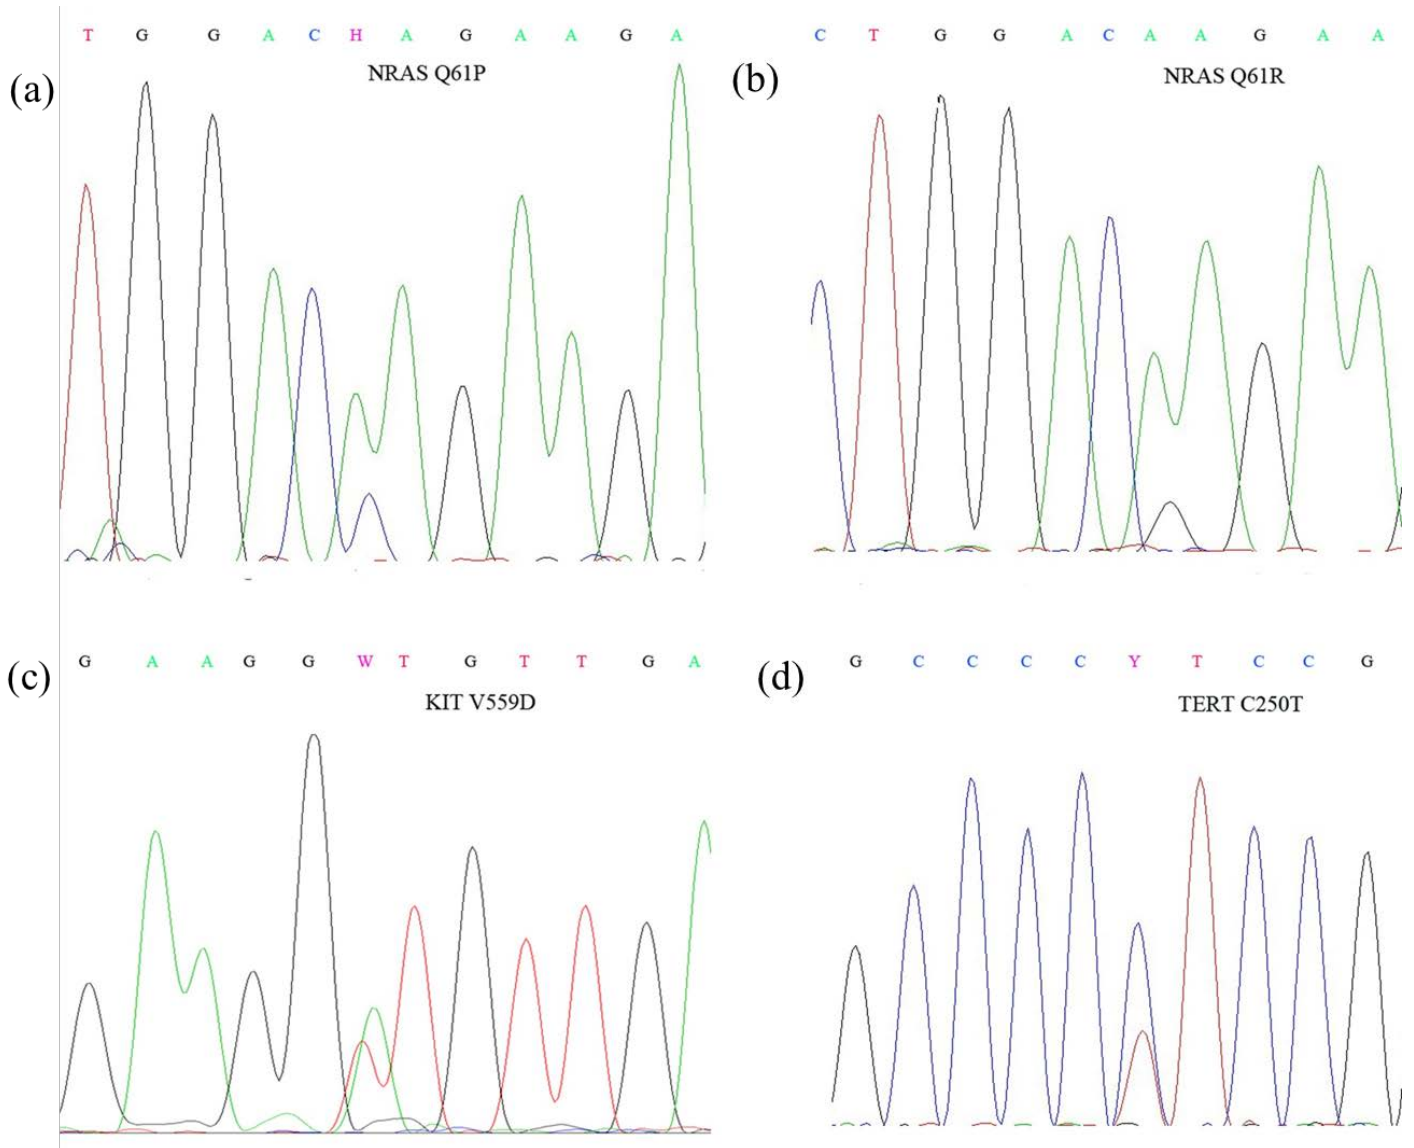 T G G A C H A G A A G A
(a)
NRAS Q61P
C T G G A C A A G A A
(b)
NRAS Q61R
G A A G G W T G T T G A
(c)
KIT V559D
G C C C C Y T C C G
(d)
TERT C250T